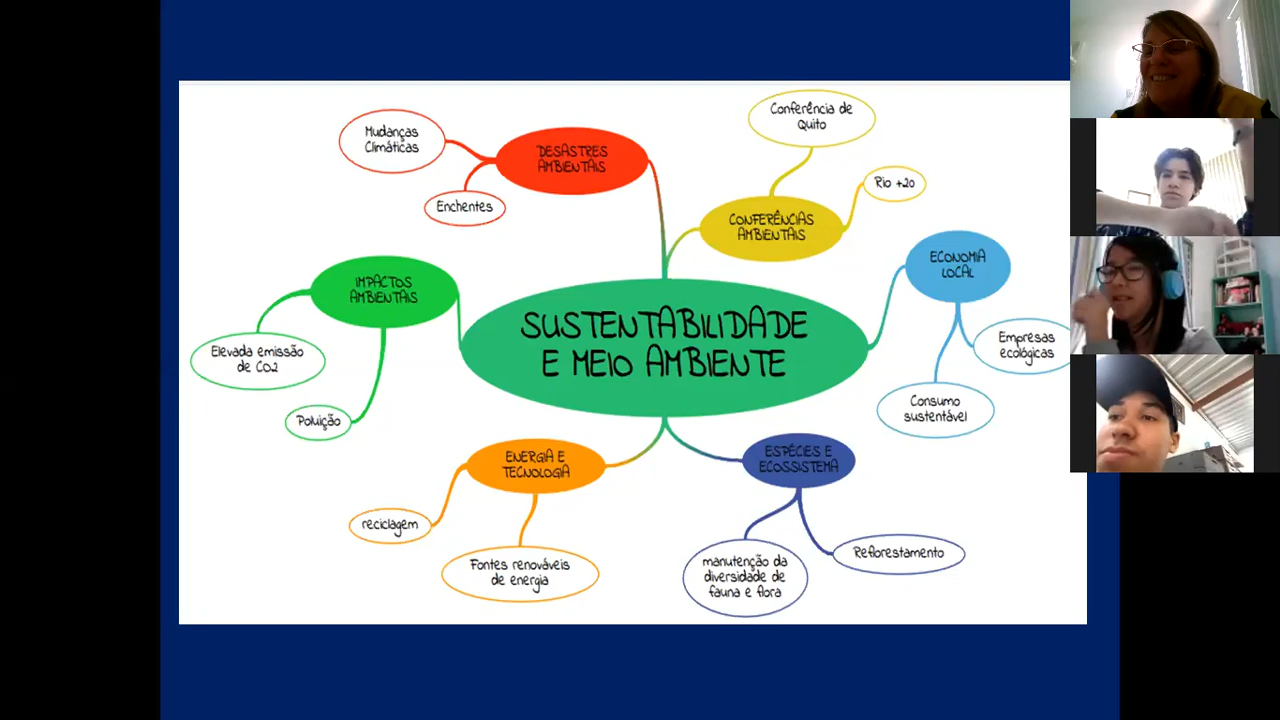 SUSTENTABILIDADE
E MEIO AMBIENTE
DESASTRES
AMBIENTAIS
Mudanças
Climáticas
Enchentes
CONFERÊNCIAS
AMBIENTAIS
Conferência de
Quito
Rio +20
ECONOMIA
LOCAL
Empresas
ecológicas
Consumo
sustentável
IMPACTOS
AMBIENTAIS
Elevada emissão
de CO2
Poluição
ENERGIA E
TECNOLOGIA
reciclagem
Fontes renováveis
de energia
ESPÉCIES E
ECOSSISTEMA
manutenção da
diversidade de
fauna e flora
Reflorestamento